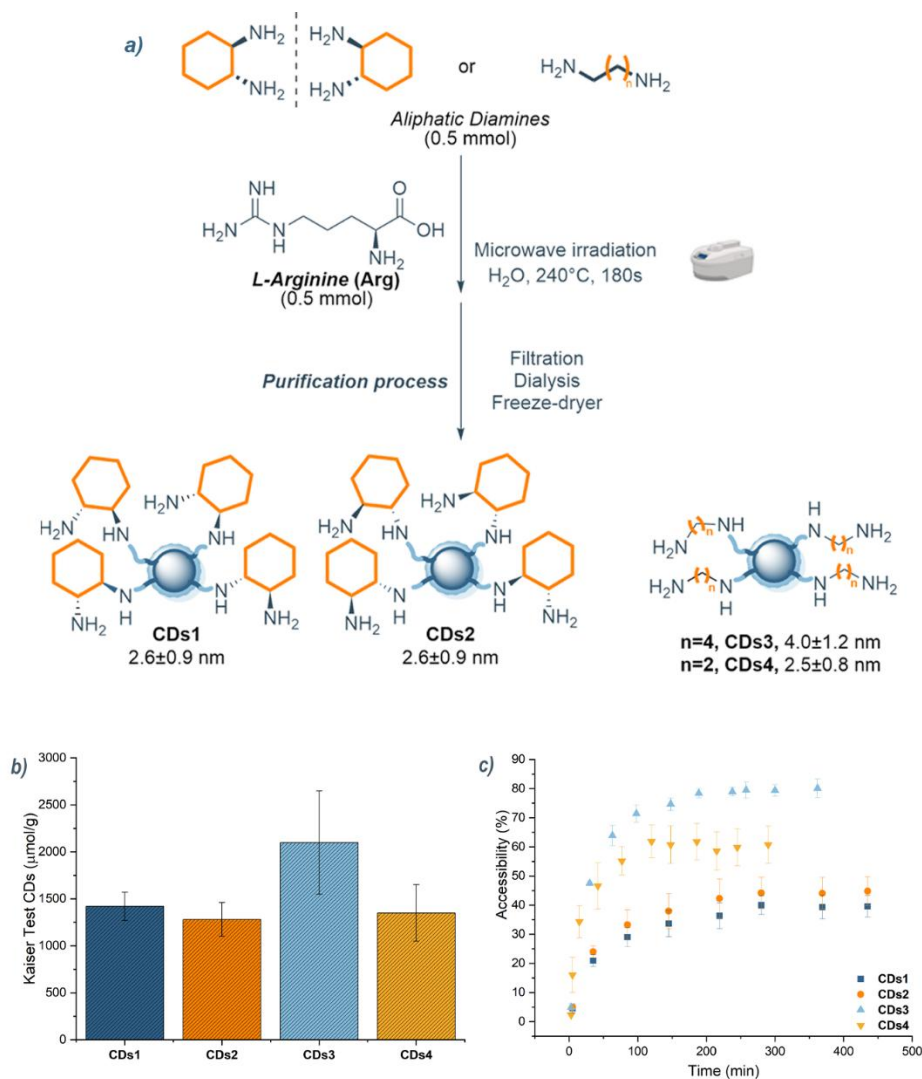 a)
NH₂
NH₂
H₂N
H₂N
or
H₂N
n
NH₂
Aliphatic Diamines
(0.5 mmol)
NH
H₂N
N
H
O
OH
NH₂
L-Arginine (Arg)
(0.5 mmol)
Microwave irradiation
H₂O, 240°C, 180s
Purification process
Filtration
Dialysis
Freeze-dryer
H₂N
HN
H₂N
NH
N
H
NH₂
HN
H₂N
CDs1
2.6±0.9 nm
H₂N
HN
H₂N
NH
N
H
NH₂
HN
H₂N
CDs2
2.6±0.9 nm
H₂N
n
NH
H
N
n
NH₂
H₂N
n
N
H
N
H
n
NH₂
n=4, CDs3, 4.0±1.2 nm
n=2, CDs4, 2.5±0.8 nm
b)
Kaiser Test CDs (μmol/g)
3000
2500
2000
1500
1000
500
0
CDs1
CDs2
CDs3
CDs4
c)
Accessibility (%)
90
80
70
60
50
40
30
20
10
0
0
100
200
300
400
500
Time (min)
CDs1
CDs2
CDs3
CDs4